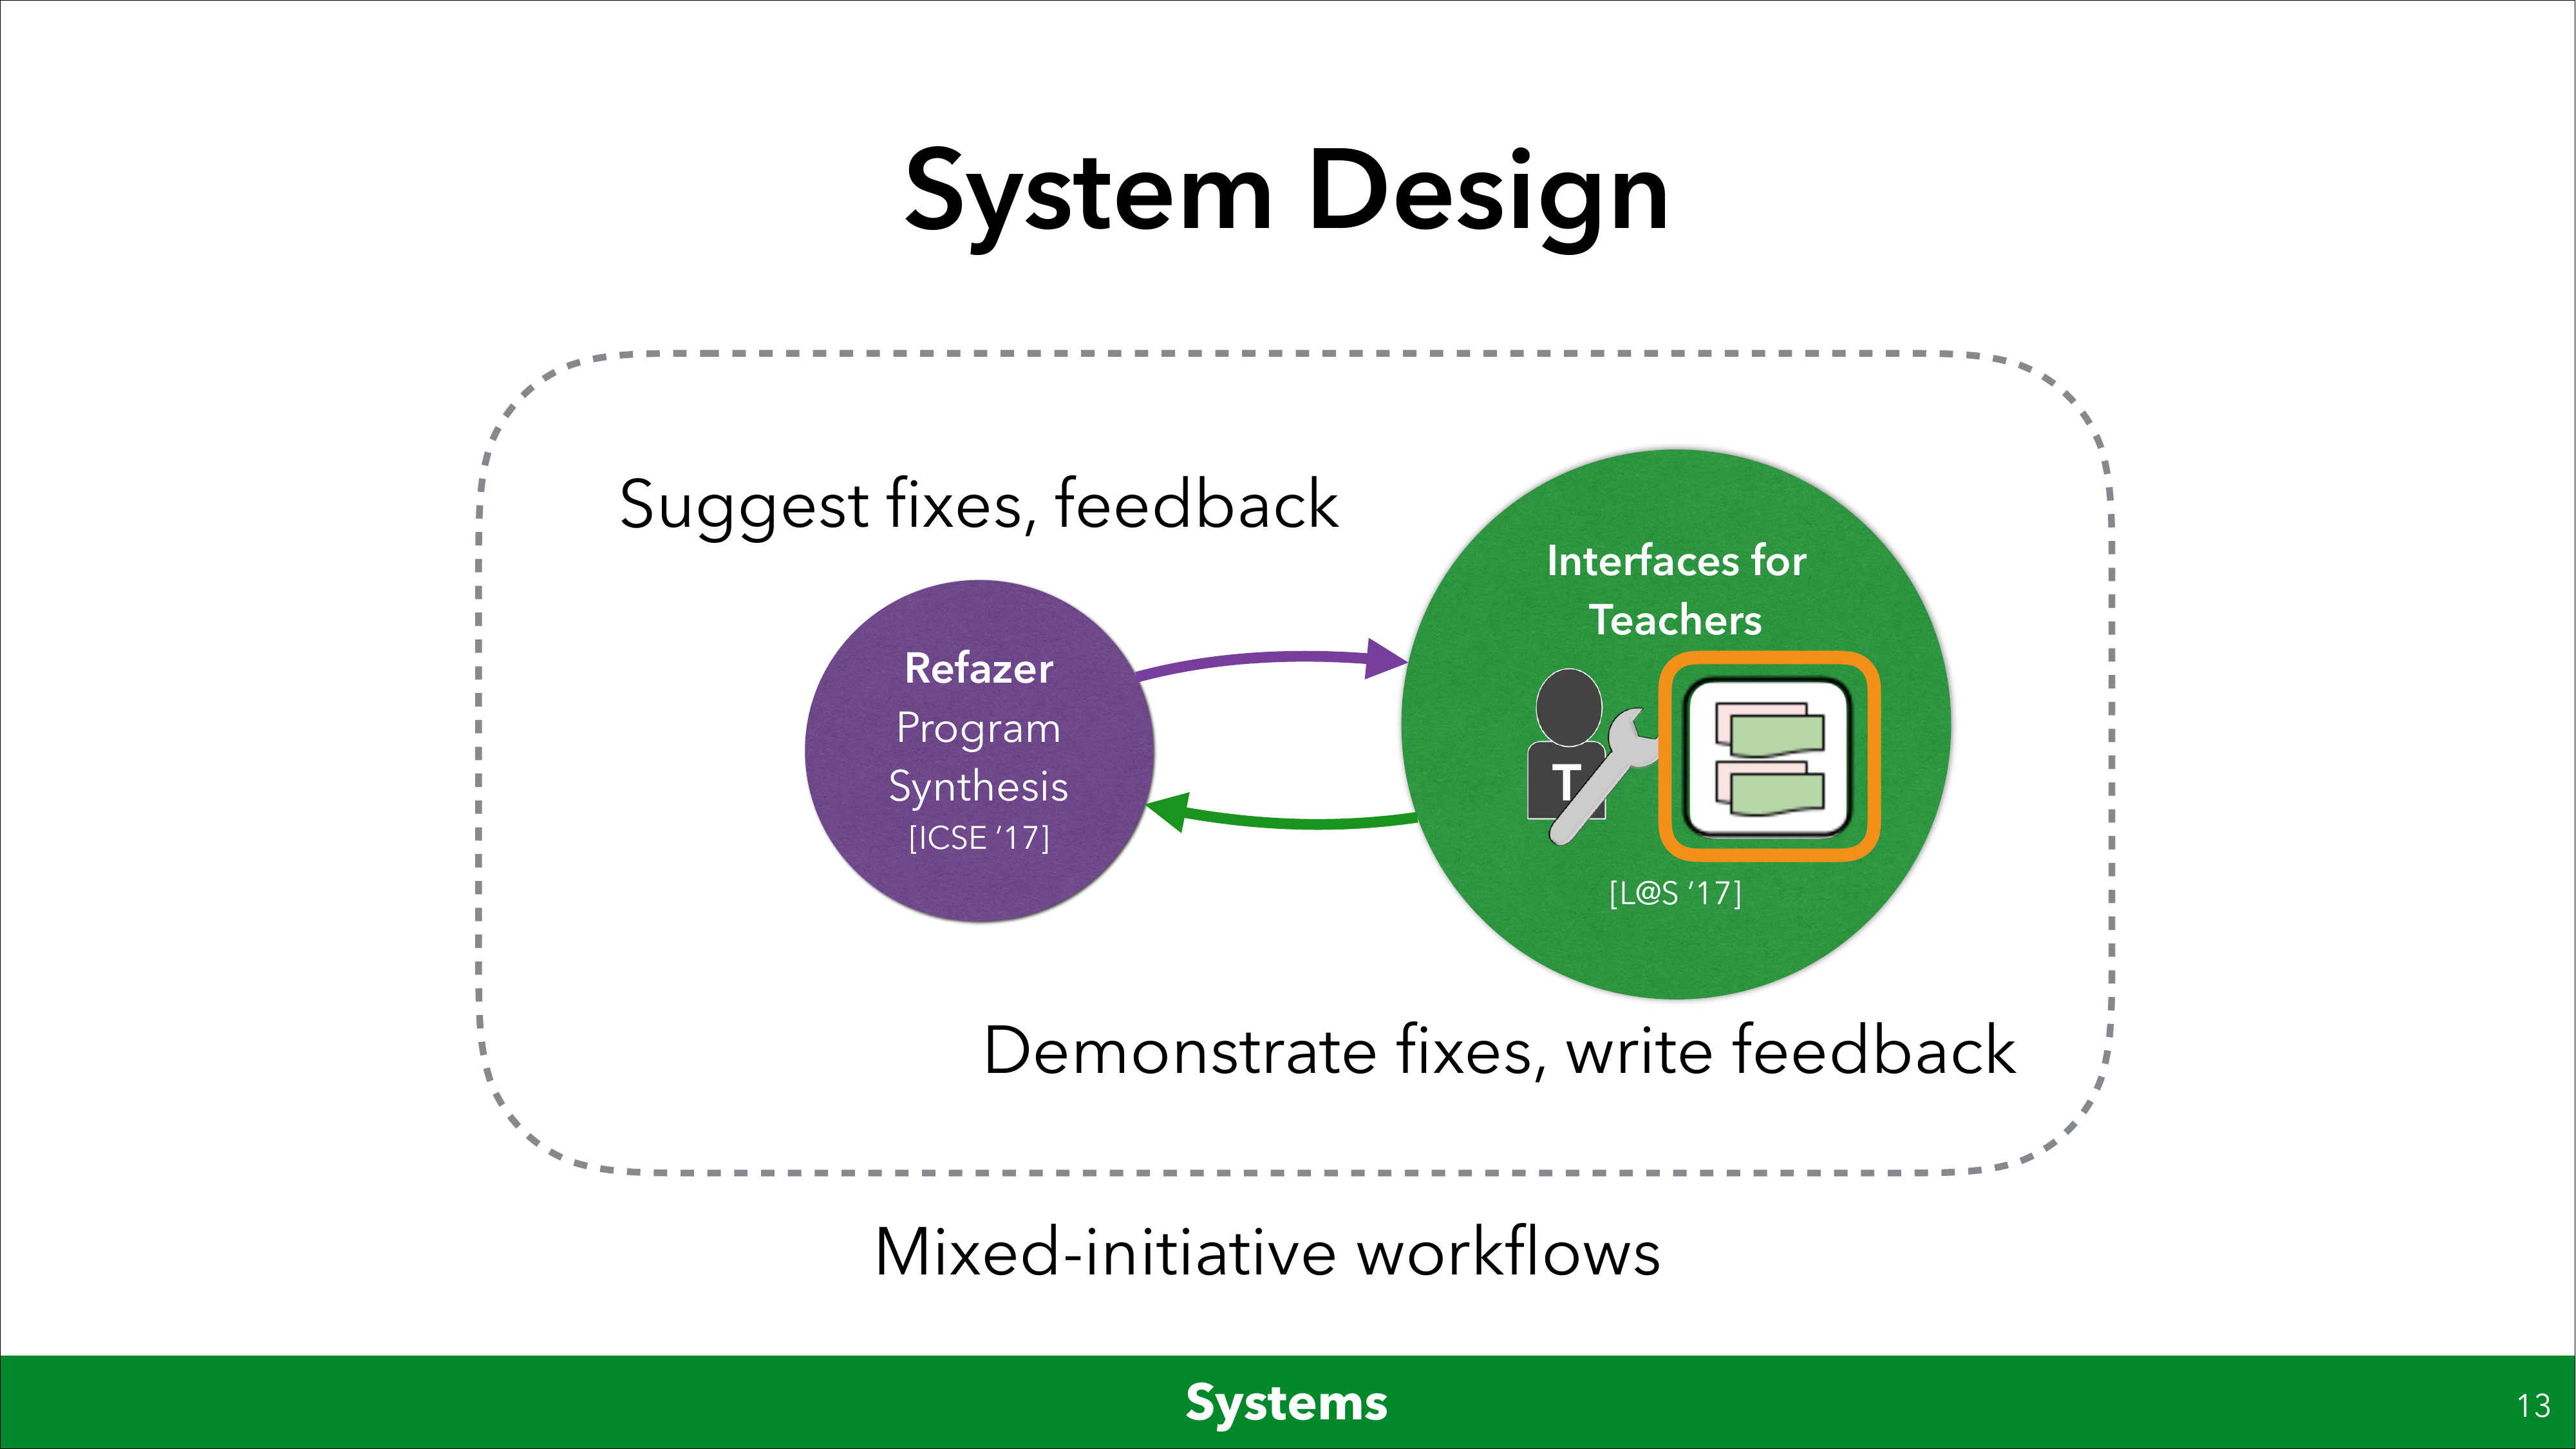 System Design
Suggest fixes, feedback
Refazer
Program
Synthesis
[ICSE ’17]
Interfaces for
Teachers
T
[L@S ’17]
Demonstrate fixes, write feedback
Mixed-initiative workflows
Systems
13